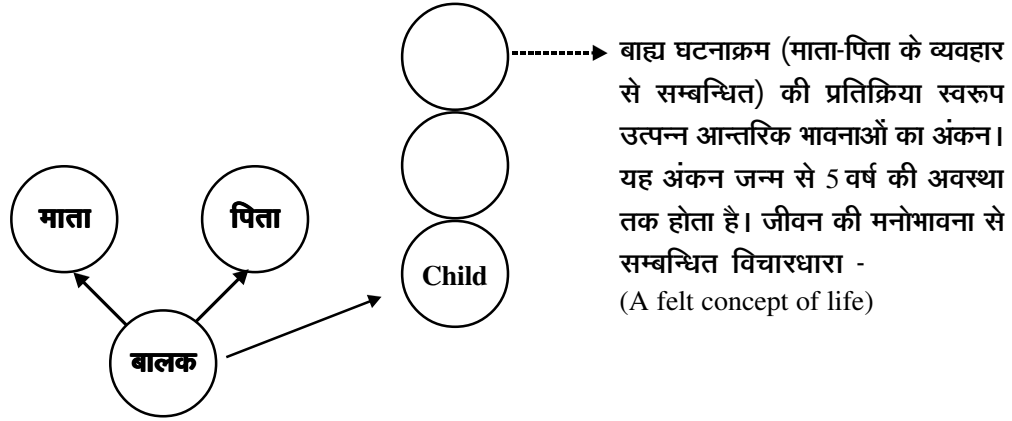 बाह्य घटनाक्रम (माता-पिता के व्यवहार
से सम्बन्धित) की प्रतिक्रिया स्वरूप
उत्पन्न आन्तरिक भावनाओं का अंकन।
यह अंकन जन्म से 5 वर्ष की अवस्था
तक होता है। जीवन की मनोभावना से
सम्बन्धित विचारधारा -
(A felt concept of life)
माता
पिता
Child
बालक